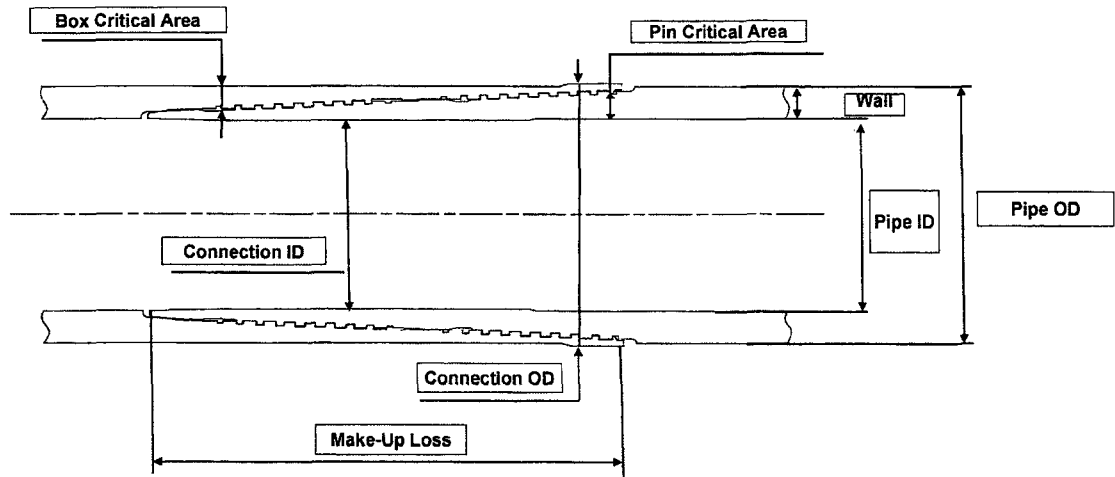 Box Critical Area
Pin Critical Area
Wall
Pipe ID
Pipe OD
Connection ID
Connection OD
Make-Up Loss